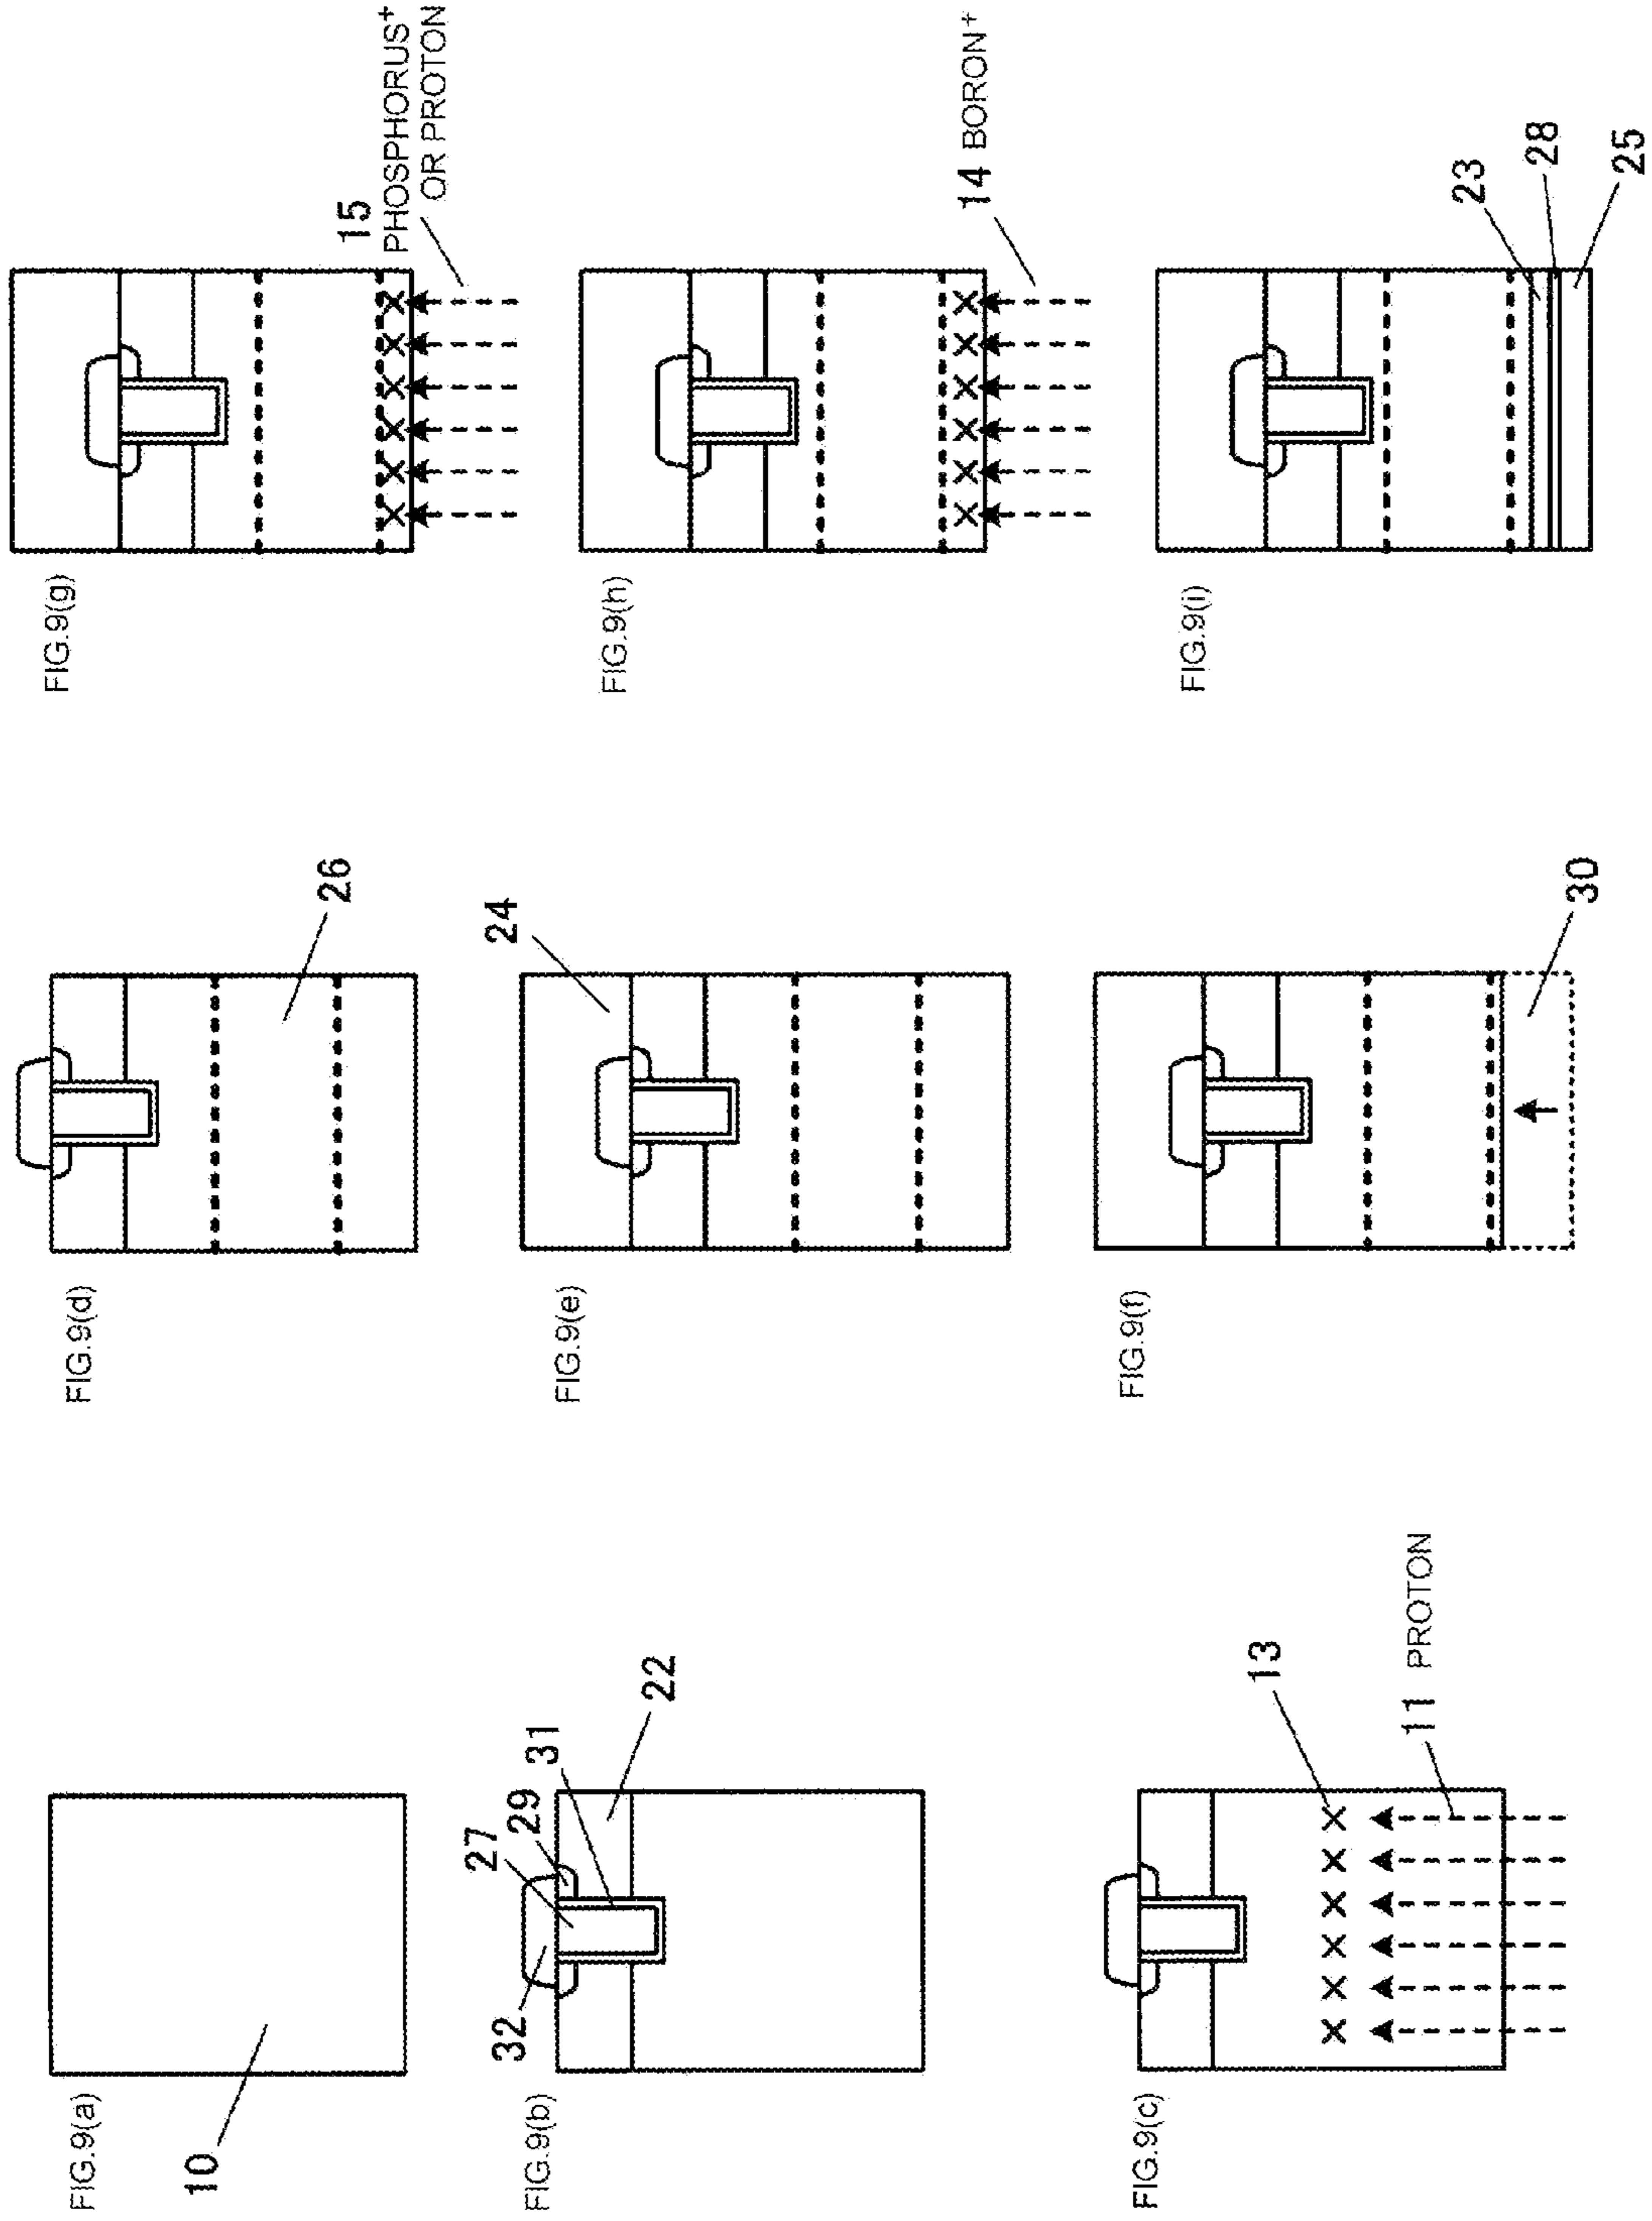 FIG.9(a)
10
FIG.9(b)
32
27
29
31
22
FIG.9(c)
13
11 PROTON
FIG.9(d)
26
FIG.9(e)
24
FIG.9(f)
30
FIG.9(g)
15
PHOSPHORUS+
OR PROTON
FIG.9(h)
14 BORON+
FIG.9(i)
23
28
25